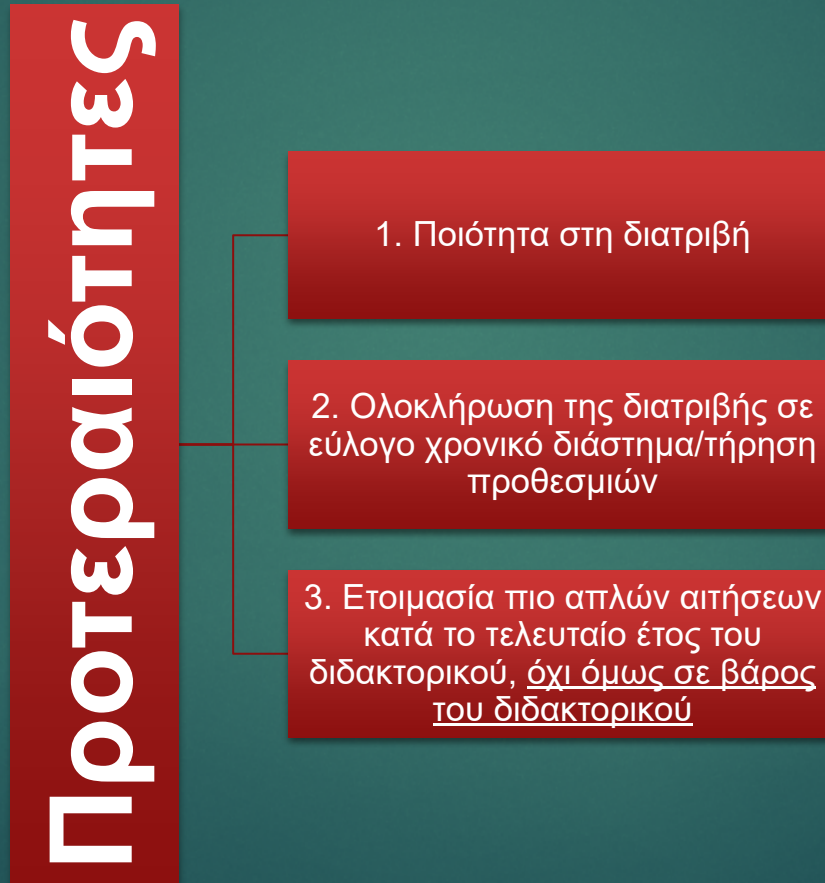 Προτεραιότητες
1. Ποιότητα στη διατριβή
2. Ολοκλήρωση της διατριβής σε
εύλογο χρονικό διάστημα/τήρηση
προθεσμιών
3. Ετοιμασία πιο απλών αιτήσεων
κατά το τελευταίο έτος του
διδακτορικού, όχι όμως σε βάρος
του διδακτορικού